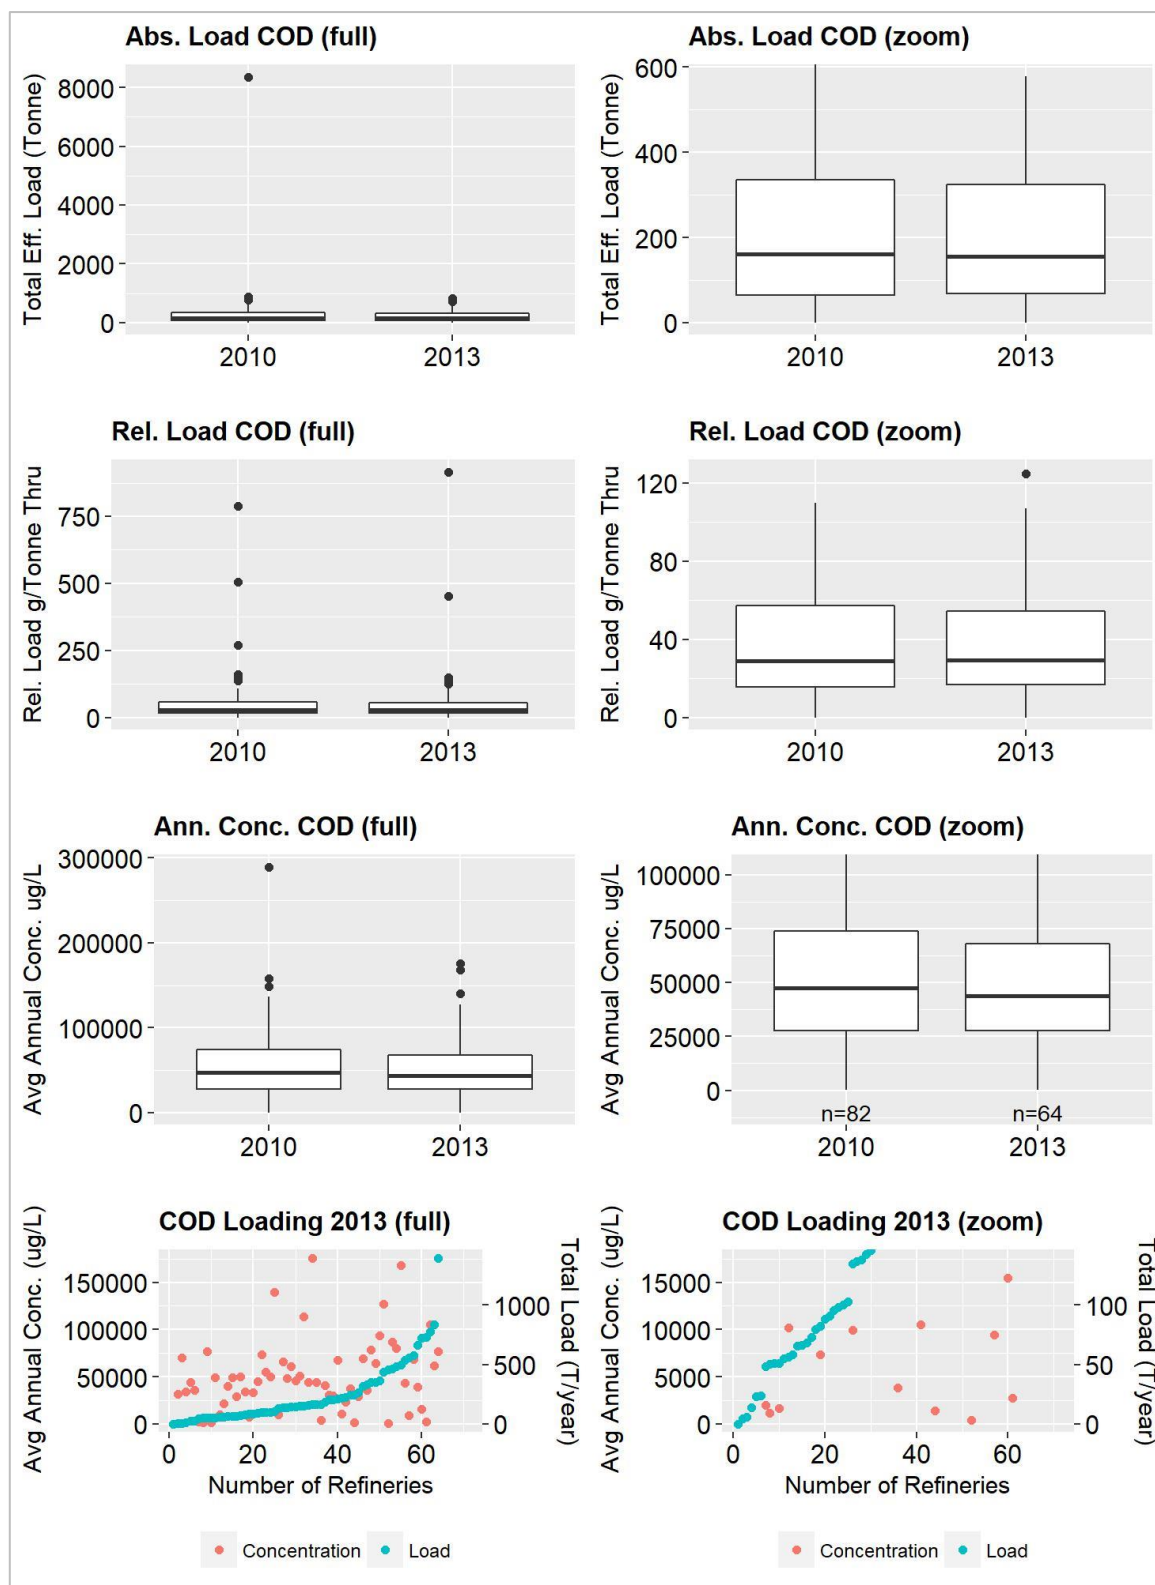 Abs. Load COD (full)
Total Eff. Load (Tonne)
8000
6000
4000
2000
0
2010 2013
Abs. Load COD (zoom)
Total Eff. Load (Tonne)
600
400
200
0
2010 2013
Rel. Load COD (full)
Rel. Load g/Tonne Thru
750
500
250
0
2010 2013
Rel. Load COD (zoom)
Rel. Load g/Tonne Thru
120
80
40
0
2010 2013
Ann. Conc. COD (full)
Avg Annual Conc. ug/L
300000
200000
100000
0
2010 2013
Ann. Conc. COD (zoom)
Avg Annual Conc. ug/L
100000
75000
50000
25000
0
n=82 n=64
2010 2013
COD Loading 2013 (full)
Avg Annual Conc. (ug/L)
150000
100000
50000
0
Total Load (T/year)
1000
500
0
0 20 40 60
Number of Refineries
Concentration Load
COD Loading 2013 (zoom)
Avg Annual Conc. (ug/L)
15000
10000
5000
0
Total Load (T/year)
100
50
0
0 20 40 60
Number of Refineries
Concentration Load